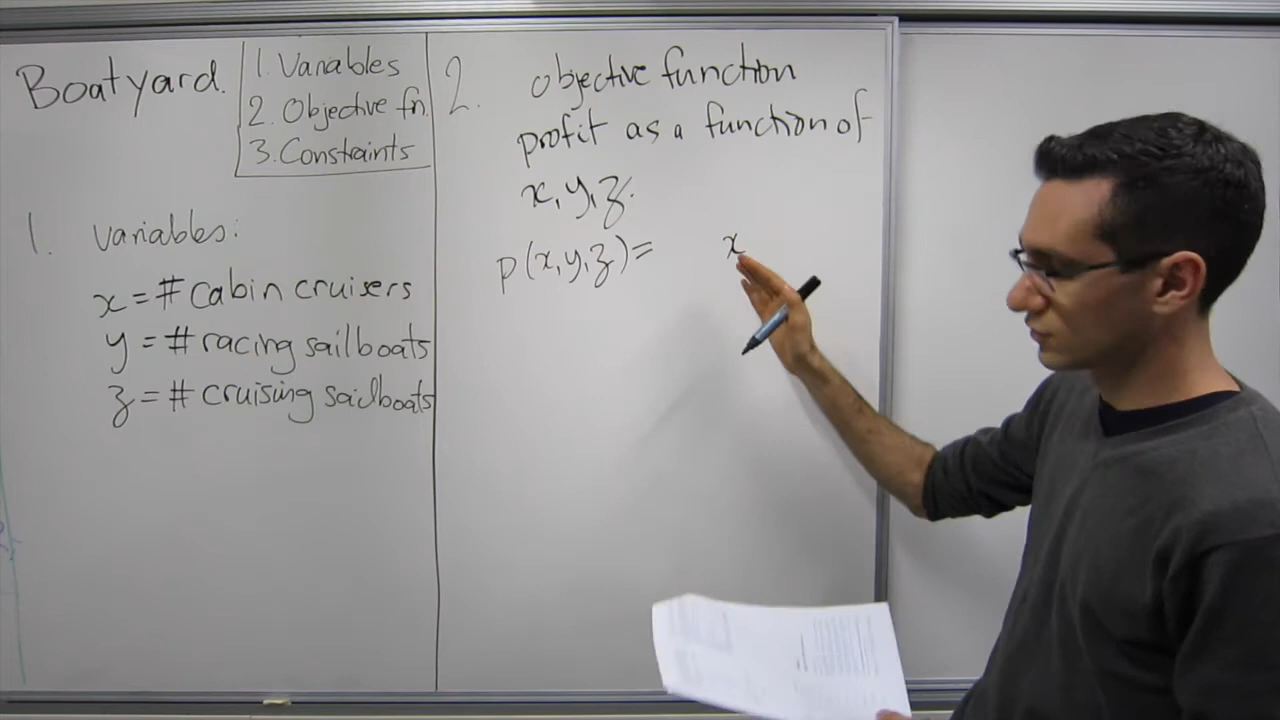 Boatyard.
1. Variables
2. Objective fn.
3. Constraints
1. variables:
x = # cabin cruisers
y = # racing sailboats
z = # cruising sailboats
2. objective function
profit as a function of
x, y, z.
p(x, y, z) = x